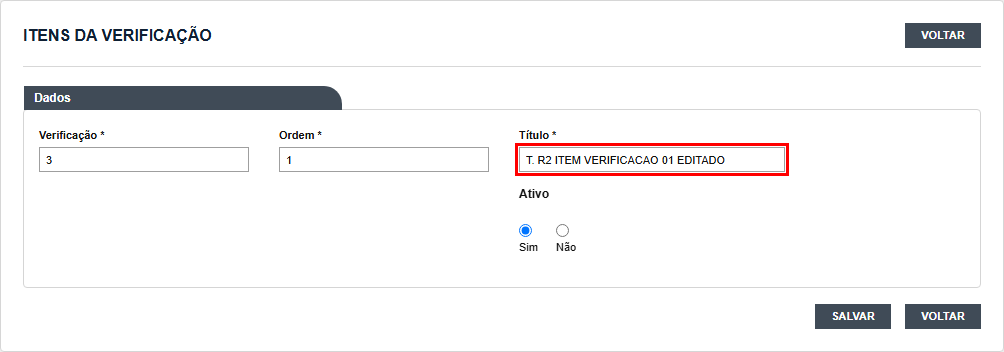 ITENS DA VERIFICAÇÃO
VOLTAR
Dados
Verificação * Ordem * Título *
3 1 T. R2 ITEM VERIFICACAO 01 EDITADO
Ativo
Sim Não
SALVAR VOLTAR